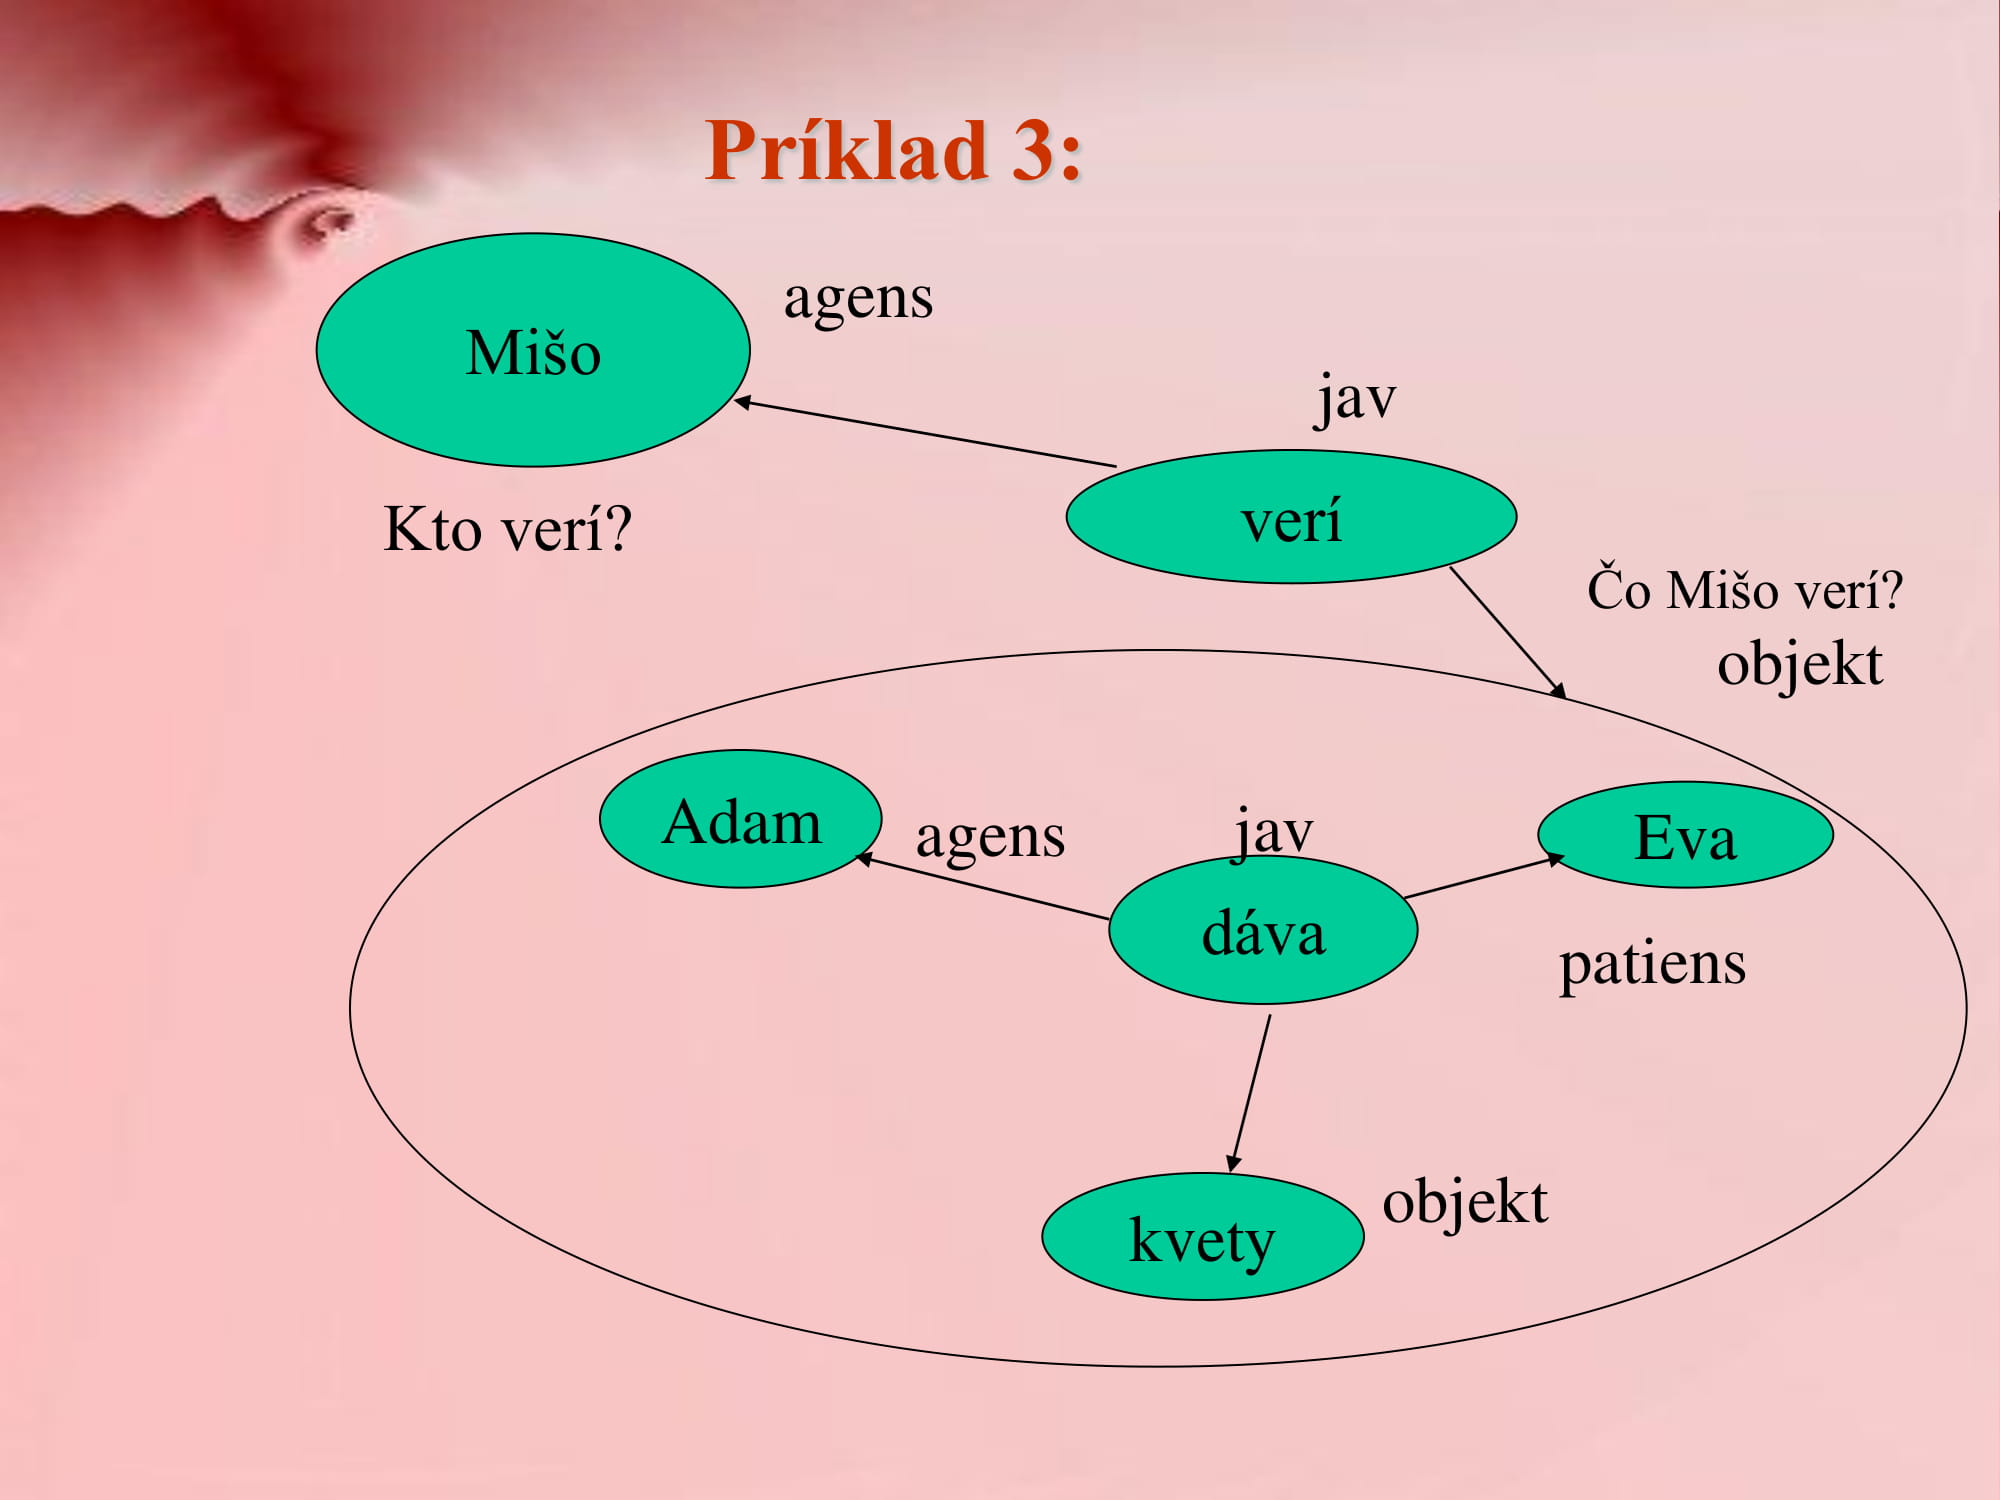 Príklad 3:
Mišo
agens
jav
verí
Kto verí?
Čo Mišo verí?
objekt
Adam
agens
jav
Eva
dáva
patiens
kvety
objekt